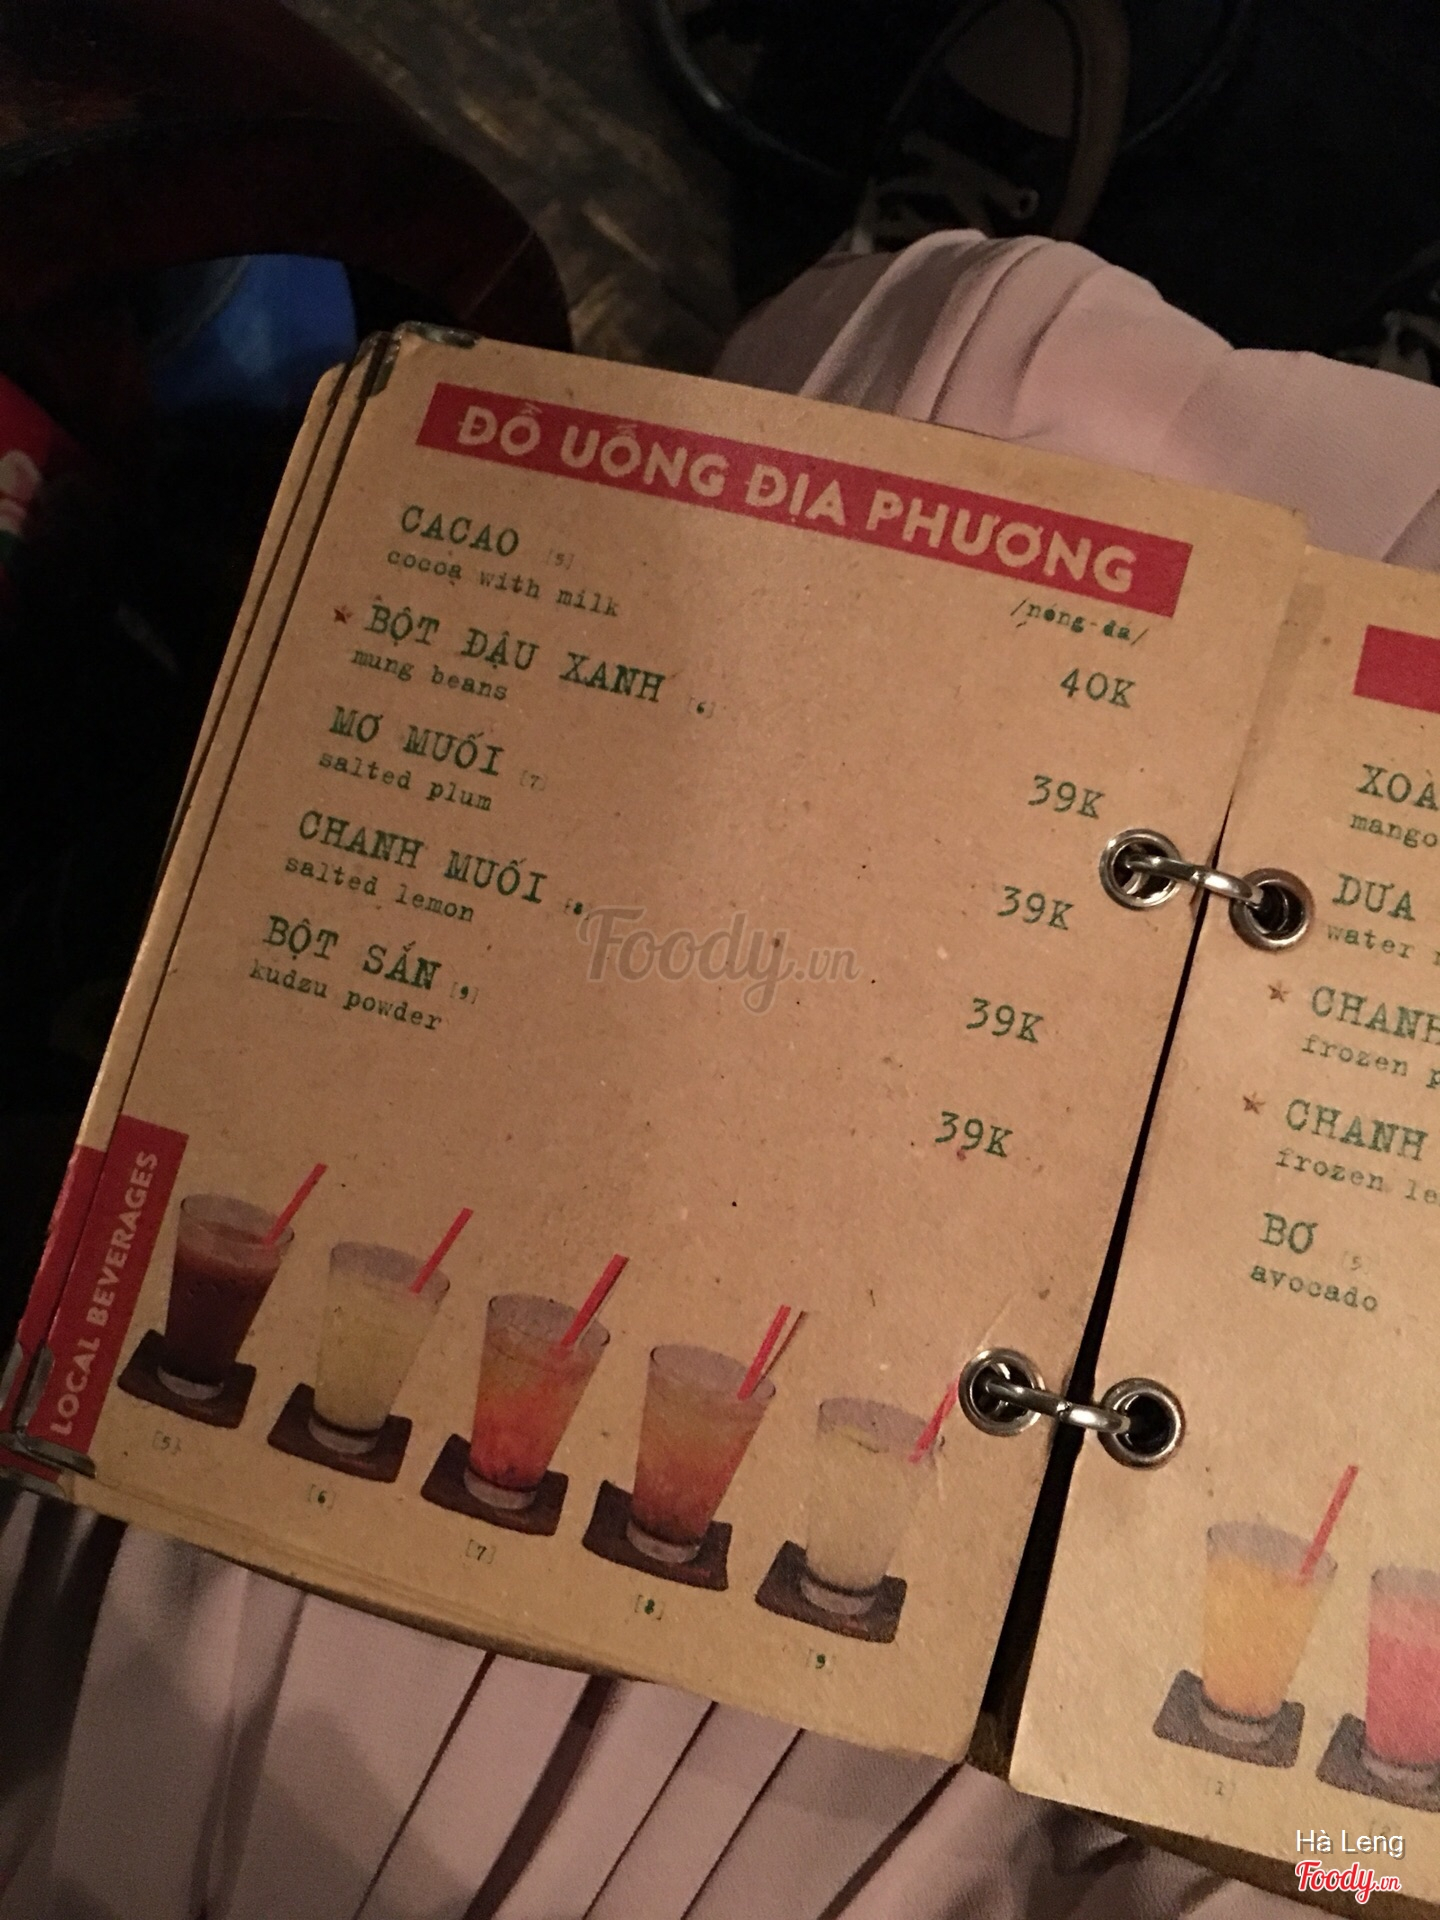 ĐỒ UỐNG ĐỊA PHƯƠNG
/nóng-đá/
CACAO [5] 40K
cocoa with milk
BỘT ĐẬU XANH [6] 39K
mung beans
MƠ MUỐI [7] 39K
salted plum
CHANH MUỐI [8] 39K
salted lemon
BỘT SẮN [9] 39K
kudzu powder
LOCAL BEVERAGES
[5]
[6]
[7]
[8]
[9]
mango
DỪA
water
CHANH
frozen
CHANH
frozen
BƠ [5]
avocado
[1]
Foody.vn
Hà Leng
Foody.vn